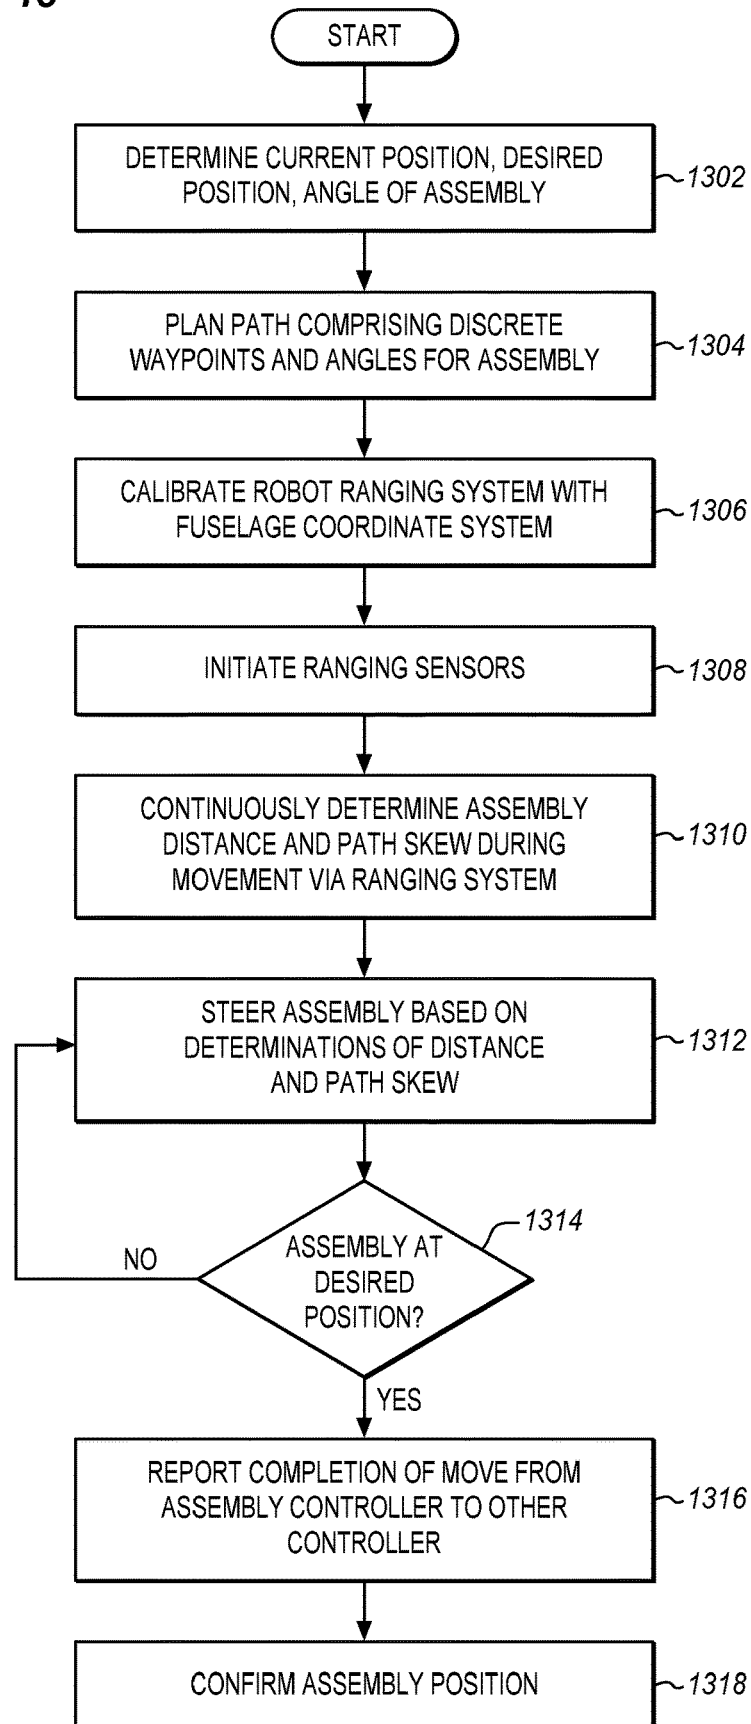 START
DETERMINE CURRENT POSITION, DESIRED
POSITION, ANGLE OF ASSEMBLY
1302
PLAN PATH COMPRISING DISCRETE
WAYPOINTS AND ANGLES FOR ASSEMBLY
1304
CALIBRATE ROBOT RANGING SYSTEM WITH
FUSELAGE COORDINATE SYSTEM
1306
INITIATE RANGING SENSORS
1308
CONTINUOUSLY DETERMINE ASSEMBLY
DISTANCE AND PATH SKEW DURING
MOVEMENT VIA RANGING SYSTEM
1310
STEER ASSEMBLY BASED ON
DETERMINATIONS OF DISTANCE
AND PATH SKEW
1312
1314
ASSEMBLY AT
DESIRED
POSITION?
NO
YES
REPORT COMPLETION OF MOVE FROM
ASSEMBLY CONTROLLER TO OTHER
CONTROLLER
1316
CONFIRM ASSEMBLY POSITION
1318